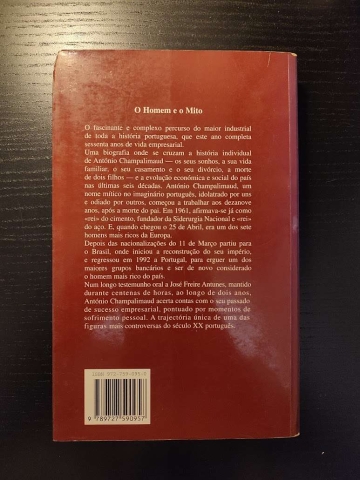 O Homem e o Mito
O fascinante e complexo percurso do maior industrial
de toda a história portuguesa, que este ano completa
sessenta anos de vida empresarial.
Uma biografia onde se cruzam a história individual
de António Champalimaud — os seus sonhos, a sua vida
familiar, o seu casamento e o seu divórcio, a morte
de dois filhos — e a evolução económica e social do país
nas últimas seis décadas. António Champalimaud, um
nome mítico no imaginário português, idolatrado por uns
e odiado por outros, começou a trabalhar aos dezanove
anos, após a morte do pai. Em 1961, afirmava-se já como
«rei» do cimento, fundador da Siderurgia Nacional e «rei»
do aço. E, quando chegou o 25 de Abril, era um dos sete
homens mais ricos da Europa.
Depois das nacionalizações do 11 de Março partiu para
o Brasil, onde iniciou a reconstrução do seu império,
e regressou em 1992 a Portugal, para erguer um dos
maiores grupos bancários e ser de novo considerado
o homem mais rico do país.
Num longo testemunho oral a José Freire Antunes, mantido
durante centenas de horas, ao longo de dois anos,
António Champalimaud acerta contas com o seu passado
de sucesso empresarial, pontuado por momentos de
sofrimento pessoal. A trajectória única de uma das
figuras mais controversas do século XX português.
ISBN 972-759-095-0
9 789727 590957